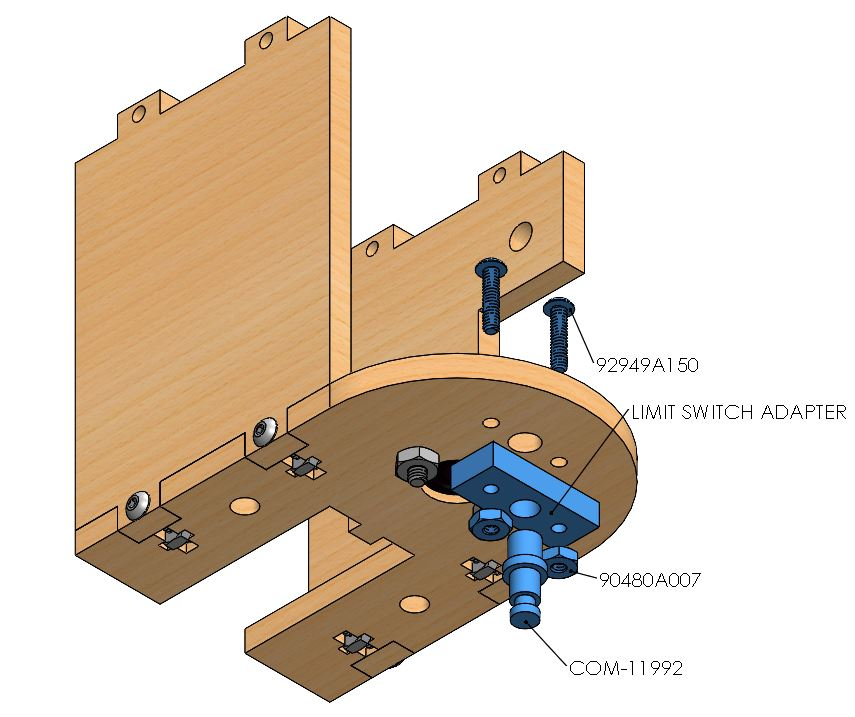 92949A150
LIMIT SWITCH ADAPTER
90480A007
COM-11992